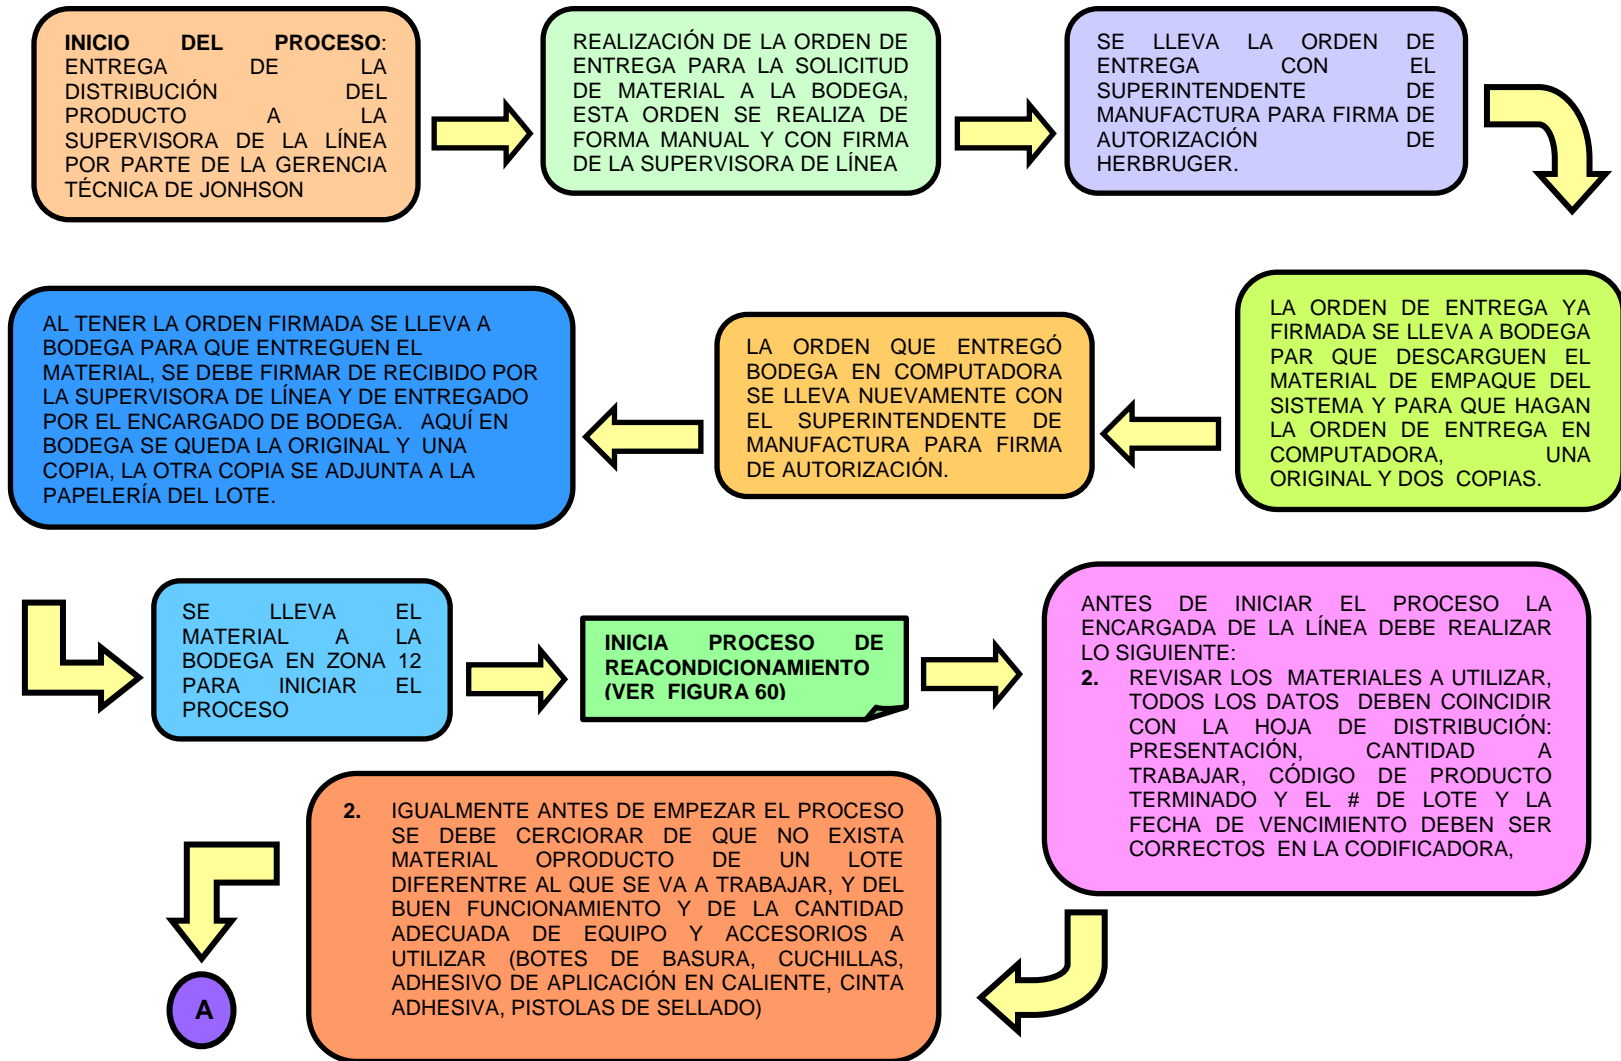 INICIO DEL PROCESO:
ENTREGA DE LA
DISTRIBUCIÓN DEL
PRODUCTO A LA
SUPERVISORA DE LA LÍNEA
POR PARTE DE LA GERENCIA
TÉCNICA DE JONHSON
REALIZACIÓN DE LA ORDEN DE
ENTREGA PARA LA SOLICITUD
DE MATERIAL A LA BODEGA,
ESTA ORDEN SE REALIZA DE
FORMA MANUAL Y CON FIRMA
DE LA SUPERVISORA DE LÍNEA
SE LLEVA LA ORDEN DE
ENTREGA CON EL
SUPERINTENDENTE DE
MANUFACTURA PARA FIRMA DE
AUTORIZACIÓN DE
HERBRUGER.
LA ORDEN DE ENTREGA YA
FIRMADA SE LLEVA A BODEGA
PAR QUE DESCARGUEN EL
MATERIAL DE EMPAQUE DEL
SISTEMA Y PARA QUE HAGAN
LA ORDEN DE ENTREGA EN
COMPUTADORA, UNA
ORIGINAL Y DOS COPIAS.
LA ORDEN QUE ENTREGÓ
BODEGA EN COMPUTADORA
SE LLEVA NUEVAMENTE CON
EL SUPERINTENDENTE DE
MANUFACTURA PARA FIRMA
DE AUTORIZACIÓN.
AL TENER LA ORDEN FIRMADA SE LLEVA A
BODEGA PARA QUE ENTREGUEN EL
MATERIAL, SE DEBE FIRMAR DE RECIBIDO POR
LA SUPERVISORA DE LÍNEA Y DE ENTREGADO
POR EL ENCARGADO DE BODEGA. AQUÍ EN
BODEGA SE QUEDA LA ORIGINAL Y UNA
COPIA, LA OTRA COPIA SE ADJUNTA A LA
PAPELERÍA DEL LOTE.
SE LLEVA EL
MATERIAL A LA
BODEGA EN ZONA 12
PARA INICIAR EL
PROCESO
INICIA PROCESO DE
REACONDICIONAMIENTO
(VER FIGURA 60)
ANTES DE INICIAR EL PROCESO LA
ENCARGADA DE LA LÍNEA DEBE REALIZAR
LO SIGUIENTE:
2. REVISAR LOS MATERIALES A UTILIZAR,
TODOS LOS DATOS DEBEN COINCIDIR
CON LA HOJA DE DISTRIBUCIÓN:
PRESENTACIÓN, CANTIDAD A
TRABAJAR, CÓDIGO DE PRODUCTO
TERMINADO Y EL # DE LOTE Y LA
FECHA DE VENCIMIENTO DEBEN SER
CORRECTOS EN LA CODIFICADORA,
2. IGUALMENTE ANTES DE EMPEZAR EL PROCESO
SE DEBE CERCIORAR DE QUE NO EXISTA
MATERIAL OPRODUCTO DE UN LOTE
DIFERENTRE AL QUE SE VA A TRABAJAR, Y DEL
BUEN FUNCIONAMIENTO Y DE LA CANTIDAD
ADECUADA DE EQUIPO Y ACCESORIOS A
UTILIZAR (BOTES DE BASURA, CUCHILLAS,
ADHESIVO DE APLICACIÓN EN CALIENTE, CINTA
ADHESIVA, PISTOLAS DE SELLADO)
A